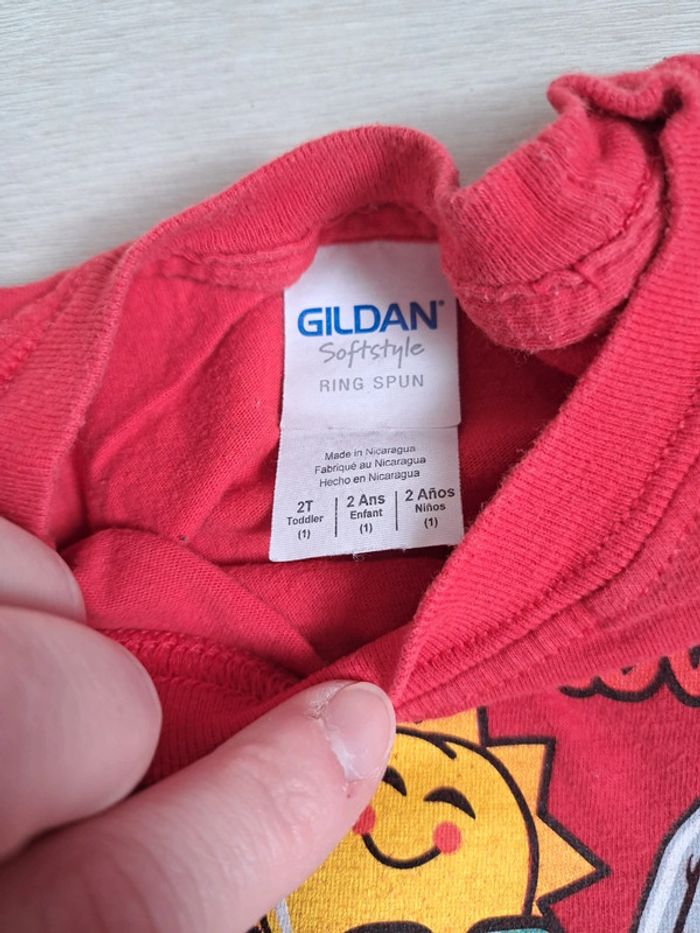 GILDAN®
Softstyle
RING SPUN
Made in Nicaragua
Fabriqué au Nicaragua
Hecho en Nicaragua
2T | 2 Ans | 2 Años
Toddler | Enfant | Niños
(1) | (1) | (1)